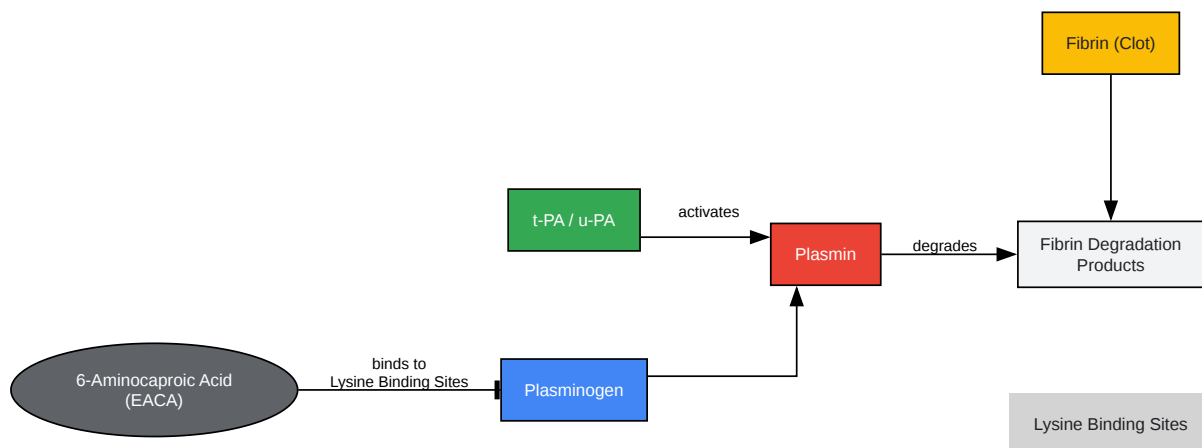 Fibrin (Clot)
t-PA / u-PA
activates
Plasmin
degrades
Fibrin Degradation
Products
6-Aminocaproic Acid
(EACA)
binds to
Lysine Binding Sites
Plasminogen
Lysine Binding Sites